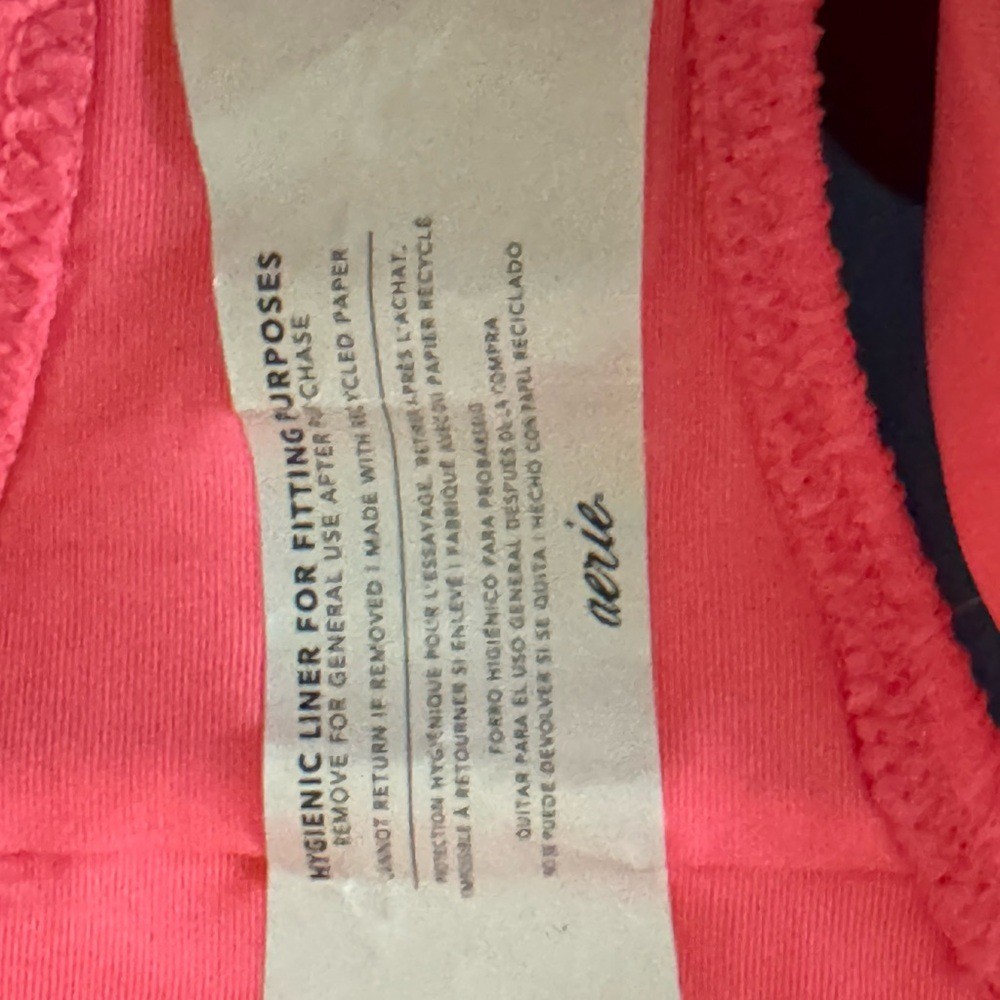 HYGIENIC LINER FOR FITTING PURPOSES
REMOVE FOR GENERAL USE AFTER PURCHASE
CANNOT RETURN IF REMOVED | MADE WITH RECYCLED PAPER
PROTECTION HYGIÉNIQUE POUR L'ESSAYAGE. RETIRER APRÈS L'ACHAT.
IMPOSSIBLE À RETOURNER SI ENLEVÉ | FABRIQUÉ AVEC DU PAPIER RECYCLÉ
FORRO HIGIÉNICO PARA PROBÁRSELO
QUITAR PARA EL USO GENERAL DESPUÉS DE LA COMPRA
NO SE PUEDE DEVOLVER SI SE QUITA | HECHO CON PAPEL RECICLADO
aerie